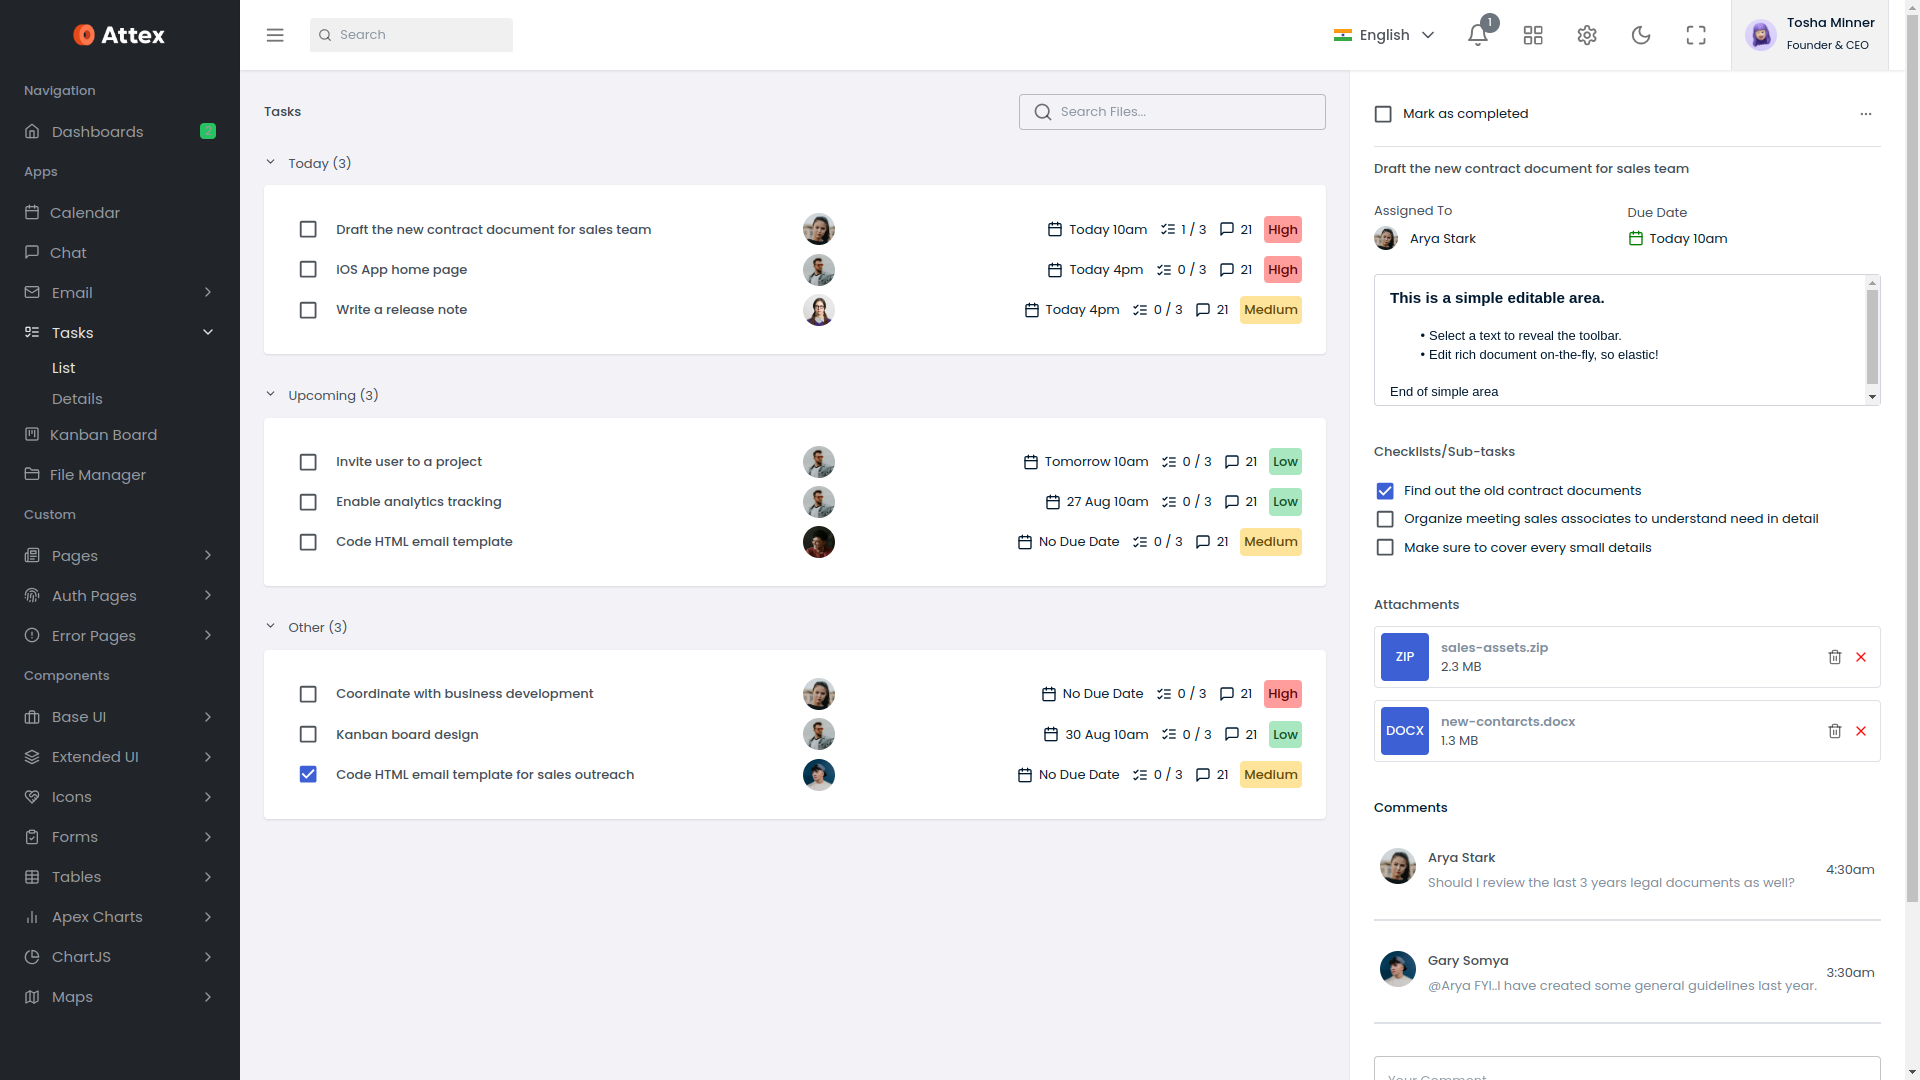 Attex
Search
English
1
Tosha Minner
Founder & CEO
Navigation
Dashboards
2
Apps
Calendar
Chat
Email
Tasks
List
Details
Kanban Board
File Manager
Custom
Pages
Auth Pages
Error Pages
Components
Base UI
Extended UI
Icons
Forms
Tables
Apex Charts
ChartJS
Maps
Tasks
Search Files...
Today (3)
Draft the new contract document for sales team Today 10am 1 / 3 21 High
iOS App home page Today 4pm 0 / 3 21 High
Write a release note Today 4pm 0 / 3 21 Medium
Upcoming (3)
Invite user to a project Tomorrow 10am 0 / 3 21 Low
Enable analytics tracking 27 Aug 10am 0 / 3 21 Low
Code HTML email template No Due Date 0 / 3 21 Medium
Other (3)
Coordinate with business development No Due Date 0 / 3 21 High
Kanban board design 30 Aug 10am 0 / 3 21 Low
Code HTML email template for sales outreach No Due Date 0 / 3 21 Medium
Mark as completed
Draft the new contract document for sales team
Assigned To
Arya Stark
Due Date
Today 10am
This is a simple editable area.
• Select a text to reveal the toolbar.
• Edit rich document on-the-fly, so elastic!
End of simple area
Checklists/Sub-tasks
Find out the old contract documents
Organize meeting sales associates to understand need in detail
Make sure to cover every small details
Attachments
ZIP
sales-assets.zip
2.3 MB
DOCX
new-contarcts.docx
1.3 MB
Comments
Arya Stark
Should I review the last 3 years legal documents as well?
4:30am
Gary Somya
@Arya FYI..I have created some general guidelines last year.
3:30am
Your Comment